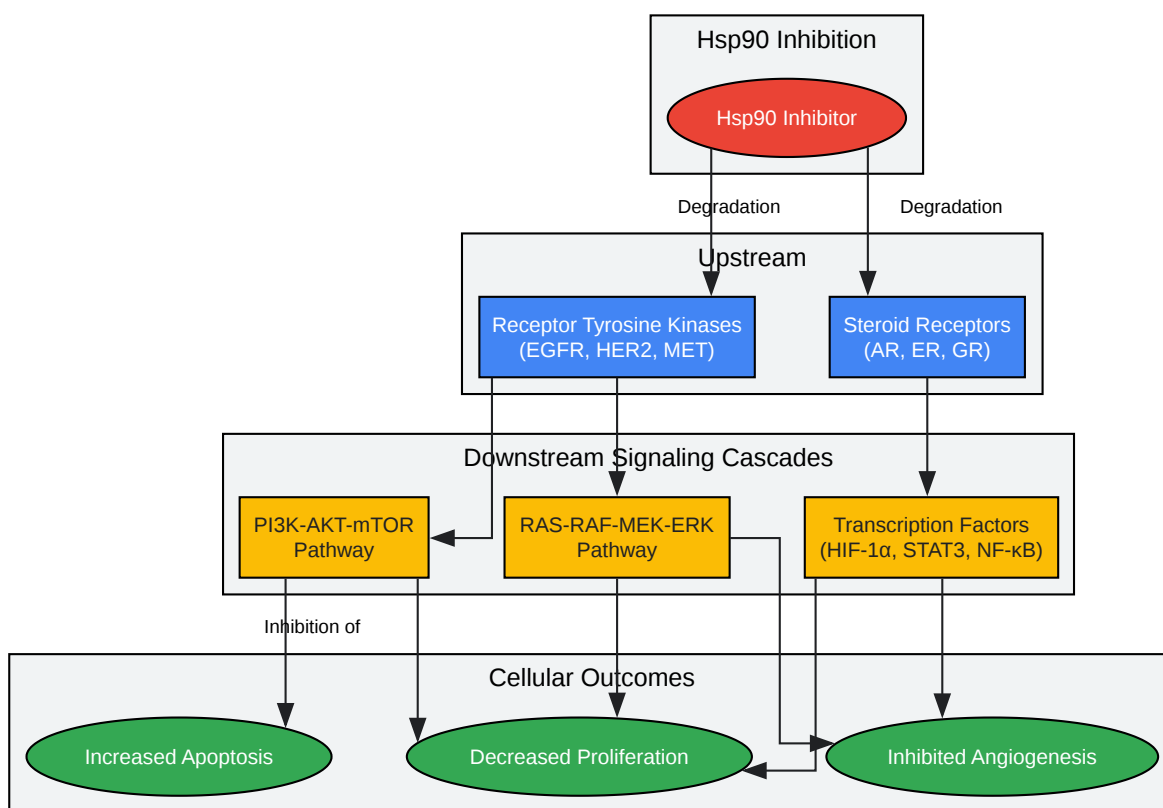 Hsp90 Inhibition
Hsp90 Inhibitor
Degradation
Degradation
Upstream
Receptor Tyrosine Kinases
(EGFR, HER2, MET)
Steroid Receptors
(AR, ER, GR)
Downstream Signaling Cascades
PI3K-AKT-mTOR
Pathway
RAS-RAF-MEK-ERK
Pathway
Transcription Factors
(HIF-1α, STAT3, NF-κB)
Inhibition of
Cellular Outcomes
Increased Apoptosis
Decreased Proliferation
Inhibited Angiogenesis